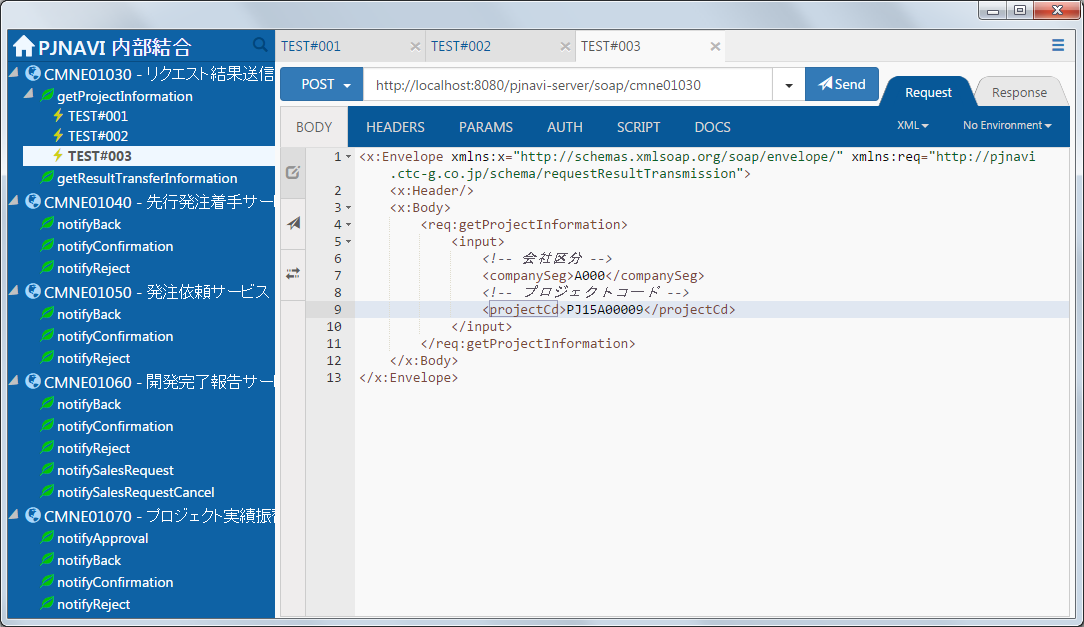 PJNAVI 内部結合
CMNE01030 - リクエスト結果送信
getProjectInformation
TEST#001
TEST#002
TEST#003
getResultTransferInformation
CMNE01040 - 先行発注着手サー
notifyBack
notifyConfirmation
notifyReject
CMNE01050 - 発注依頼サービス
notifyBack
notifyConfirmation
notifyReject
CMNE01060 - 開発完了報告サー
notifyBack
notifyConfirmation
notifyReject
notifySalesRequest
notifySalesRequestCancel
CMNE01070 - プロジェクト実績振
notifyApproval
notifyBack
notifyConfirmation
notifyReject
TEST#001 TEST#002 TEST#003
POST http://localhost:8080/pjnavi-server/soap/cmne01030 Send Request Response
BODY HEADERS PARAMS AUTH SCRIPT DOCS XML No Environment
1 <x:Envelope xmlns:x="http://schemas.xmlsoap.org/soap/envelope/" xmlns:req="http://pjnavi
.ctc-g.co.jp/schema/requestResultTransmission">
2 <x:Header/>
3 <x:Body>
4 <req:getProjectInformation>
5 <input>
6 <!-- 会社区分 -->
7 <companySeg>A000</companySeg>
8 <!-- プロジェクトコード -->
9 <projectCd>PJ15A00009</projectCd>
10 </input>
11 </req:getProjectInformation>
12 </x:Body>
13 </x:Envelope>